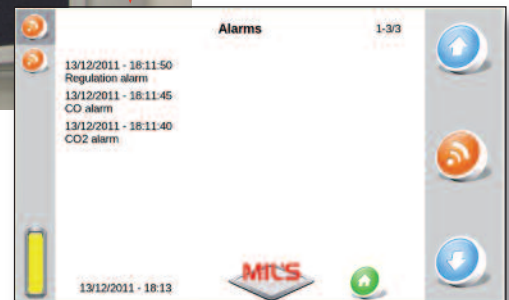 Alarms
1-3/3
13/12/2011 - 18:11:50
Regulation alarm
13/12/2011 - 18:11:45
CO alarm
13/12/2011 - 18:11:40
CO2 alarm
MIL'S
13/12/2011 - 18:13